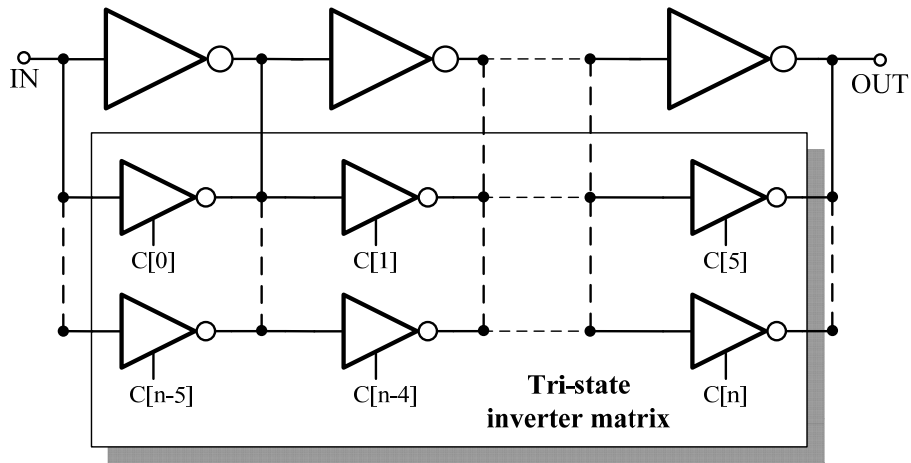 IN
OUT
C[0]
C[1]
C[5]
C[n-5]
C[n-4]
C[n]
Tri-state
inverter matrix